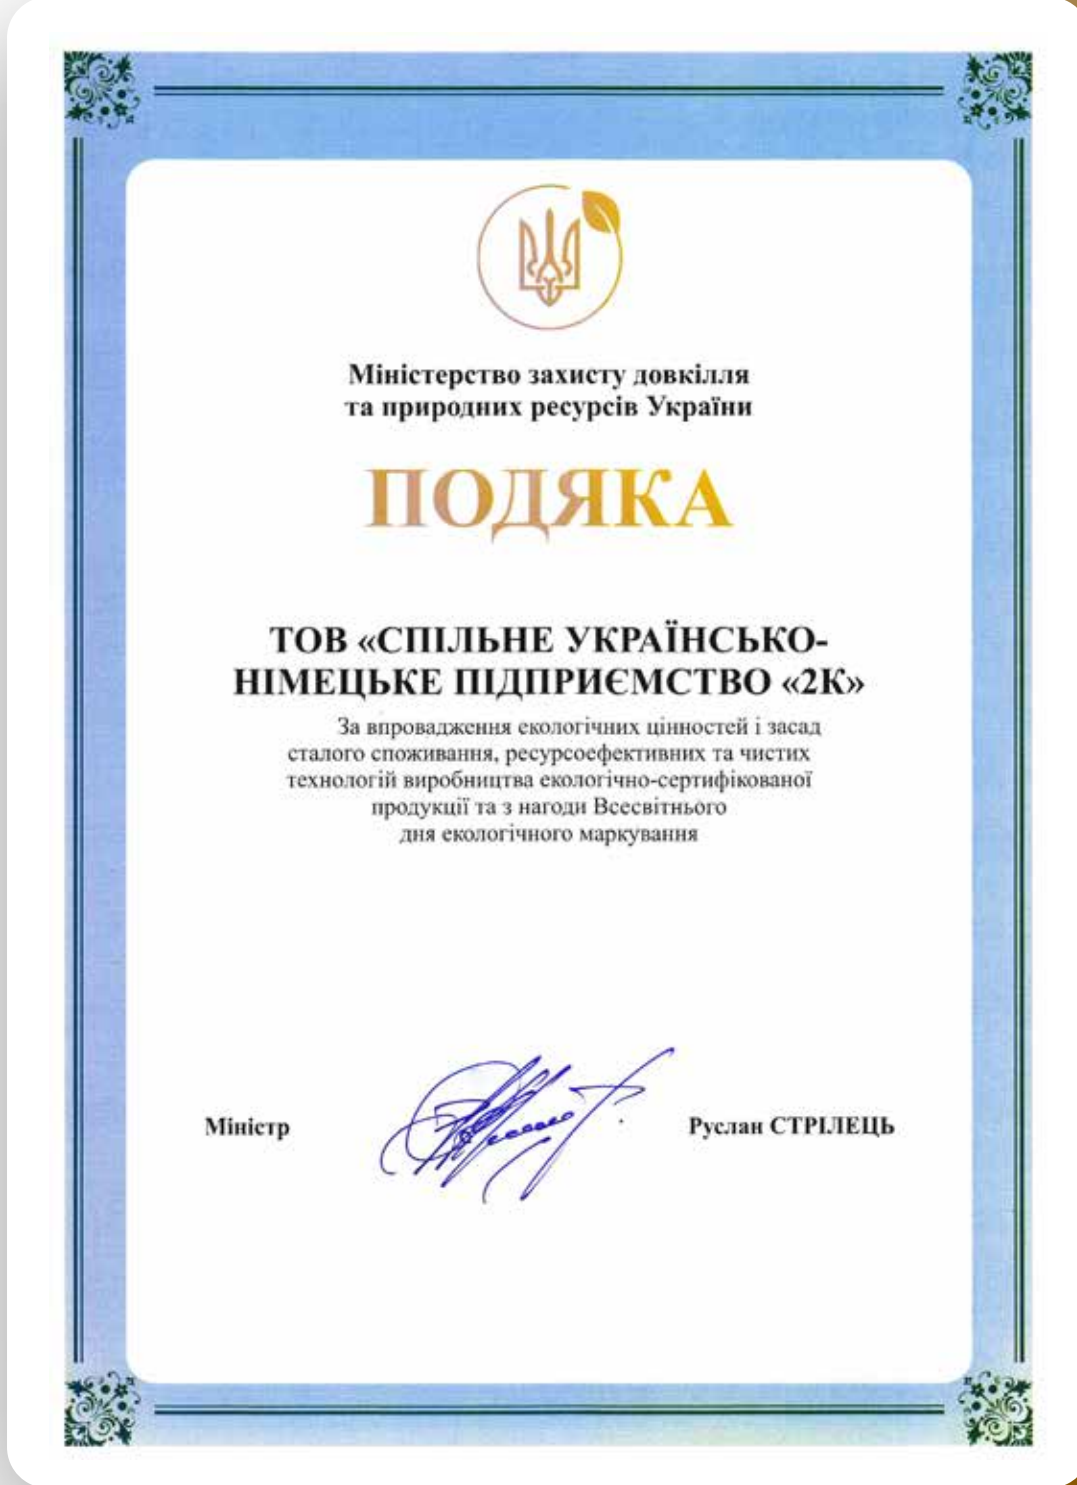 Міністерство захисту довкілля
та природних ресурсів України
ПОДЯКА
ТОВ «СПІЛЬНЕ УКРАЇНСЬКО-
НІМЕЦЬКЕ ПІДПРИЄМСТВО «2К»
За впровадження екологічних цінностей і засад
сталого споживання, ресурсоефективних та чистих
технологій виробництва екологічно-сертифікованої
продукції та з нагоди Всесвітнього
дня екологічного маркування
Міністр Руслан СТРІЛЕЦЬ